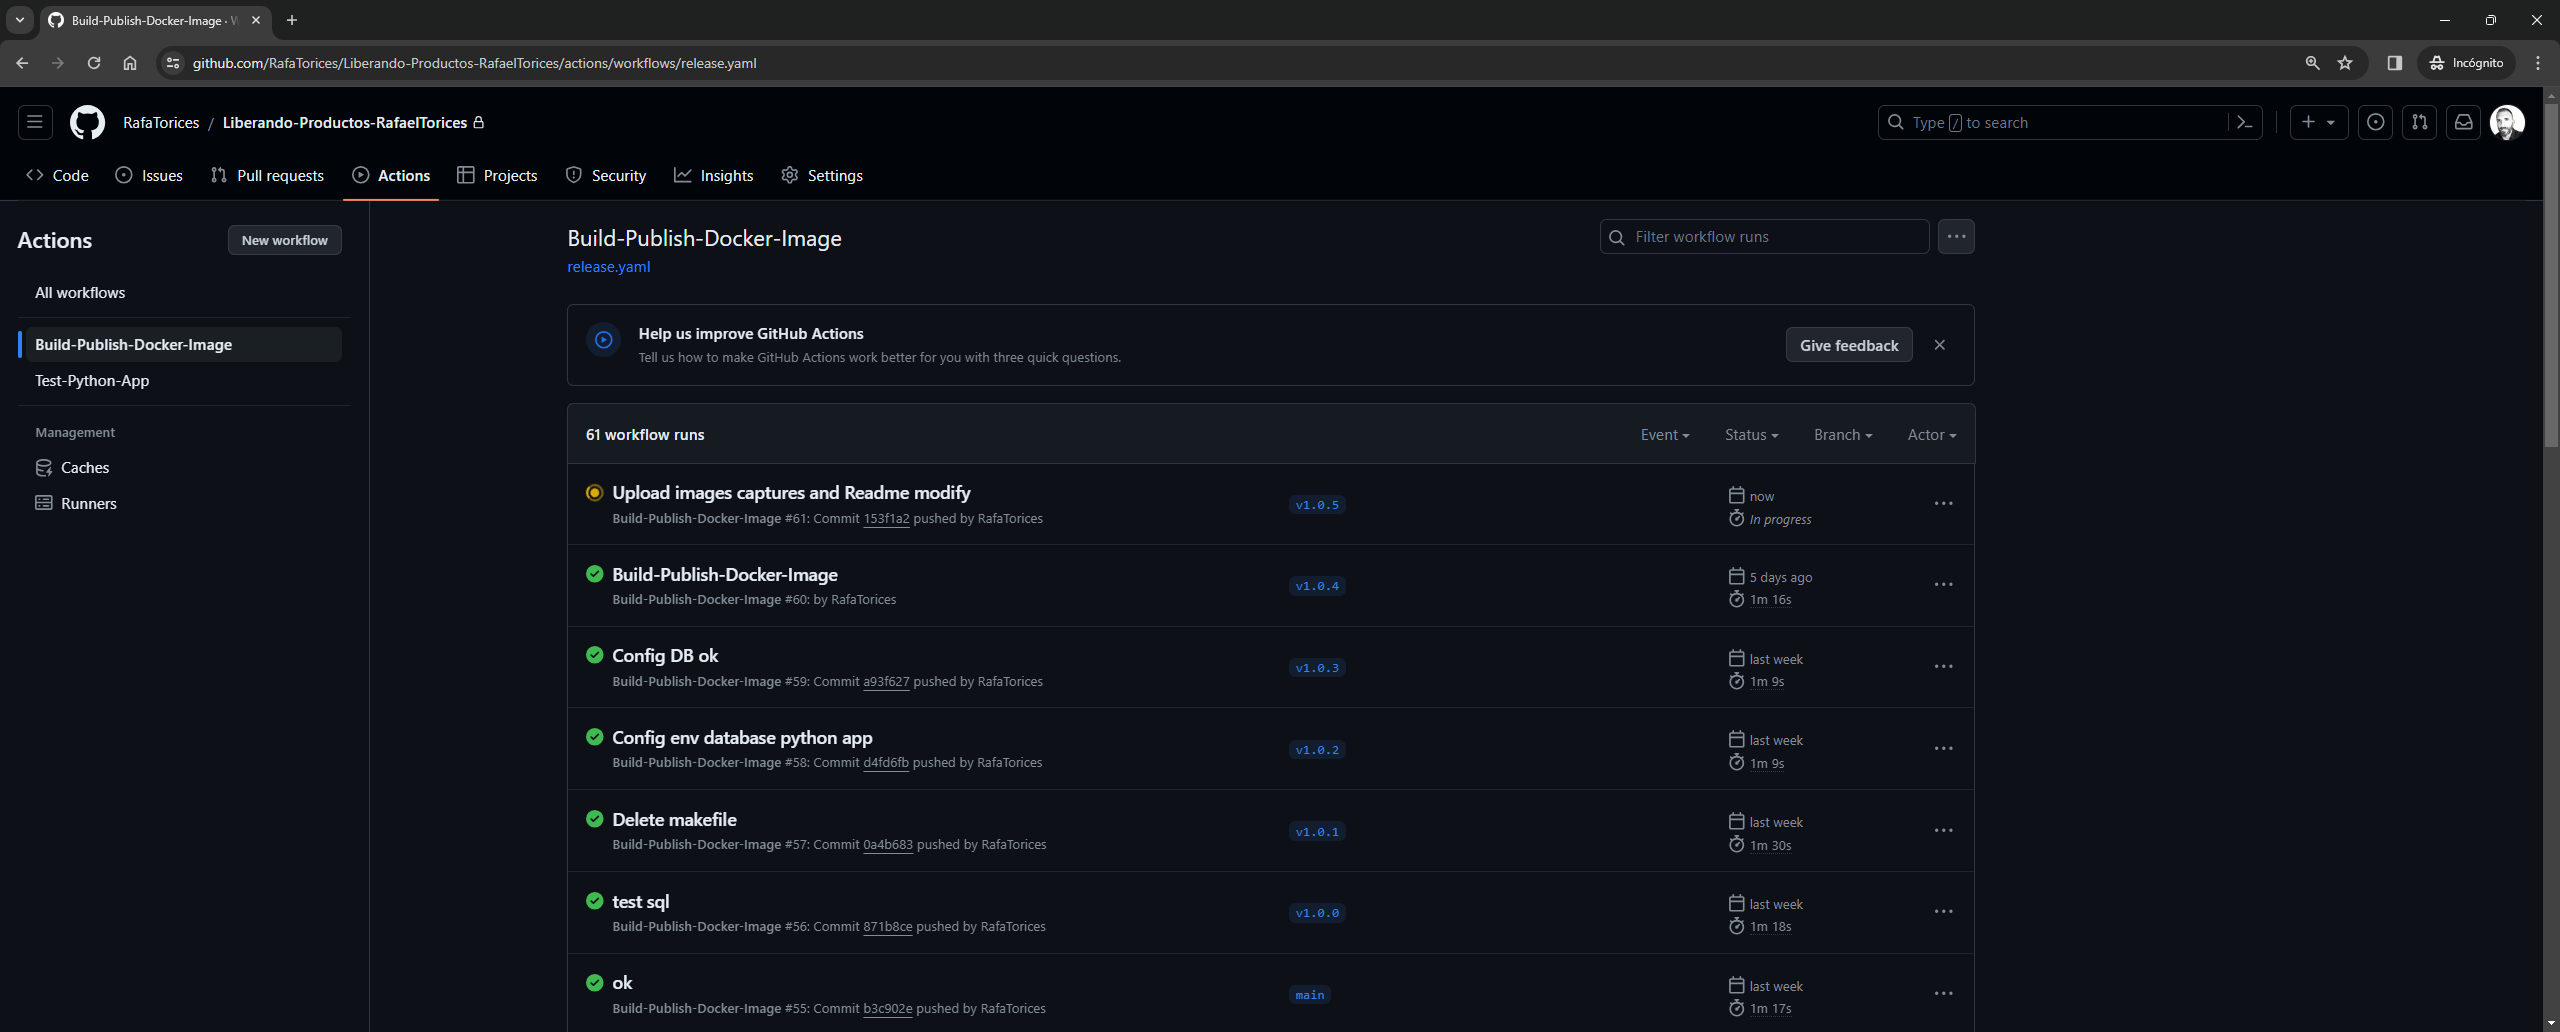 Build-Publish-Docker-Image · W
github.com/RafaTorices/Liberando-Productos-RafaelTorices/actions/workflows/release.yaml
Incógnito
RafaTorices / Liberando-Productos-RafaelTorices
Type / to search
Code
Issues
Pull requests
Actions
Projects
Security
Insights
Settings
Actions
New workflow
All workflows
Build-Publish-Docker-Image
Test-Python-App
Management
Caches
Runners
Build-Publish-Docker-Image
release.yaml
Filter workflow runs
Help us improve GitHub Actions
Tell us how to make GitHub Actions work better for you with three quick questions.
Give feedback
61 workflow runs
Event
Status
Branch
Actor
Upload images captures and Readme modify
Build-Publish-Docker-Image #61: Commit 153f1a2 pushed by RafaTorices
v1.0.5
now
In progress
Build-Publish-Docker-Image
Build-Publish-Docker-Image #60: by RafaTorices
v1.0.4
5 days ago
1m 16s
Config DB ok
Build-Publish-Docker-Image #59: Commit a93f627 pushed by RafaTorices
v1.0.3
last week
1m 9s
Config env database python app
Build-Publish-Docker-Image #58: Commit d4fd6fb pushed by RafaTorices
v1.0.2
last week
1m 9s
Delete makefile
Build-Publish-Docker-Image #57: Commit 0a4b683 pushed by RafaTorices
v1.0.1
last week
1m 30s
test sql
Build-Publish-Docker-Image #56: Commit 871b8ce pushed by RafaTorices
v1.0.0
last week
1m 18s
ok
Build-Publish-Docker-Image #55: Commit b3c902e pushed by RafaTorices
main
last week
1m 17s